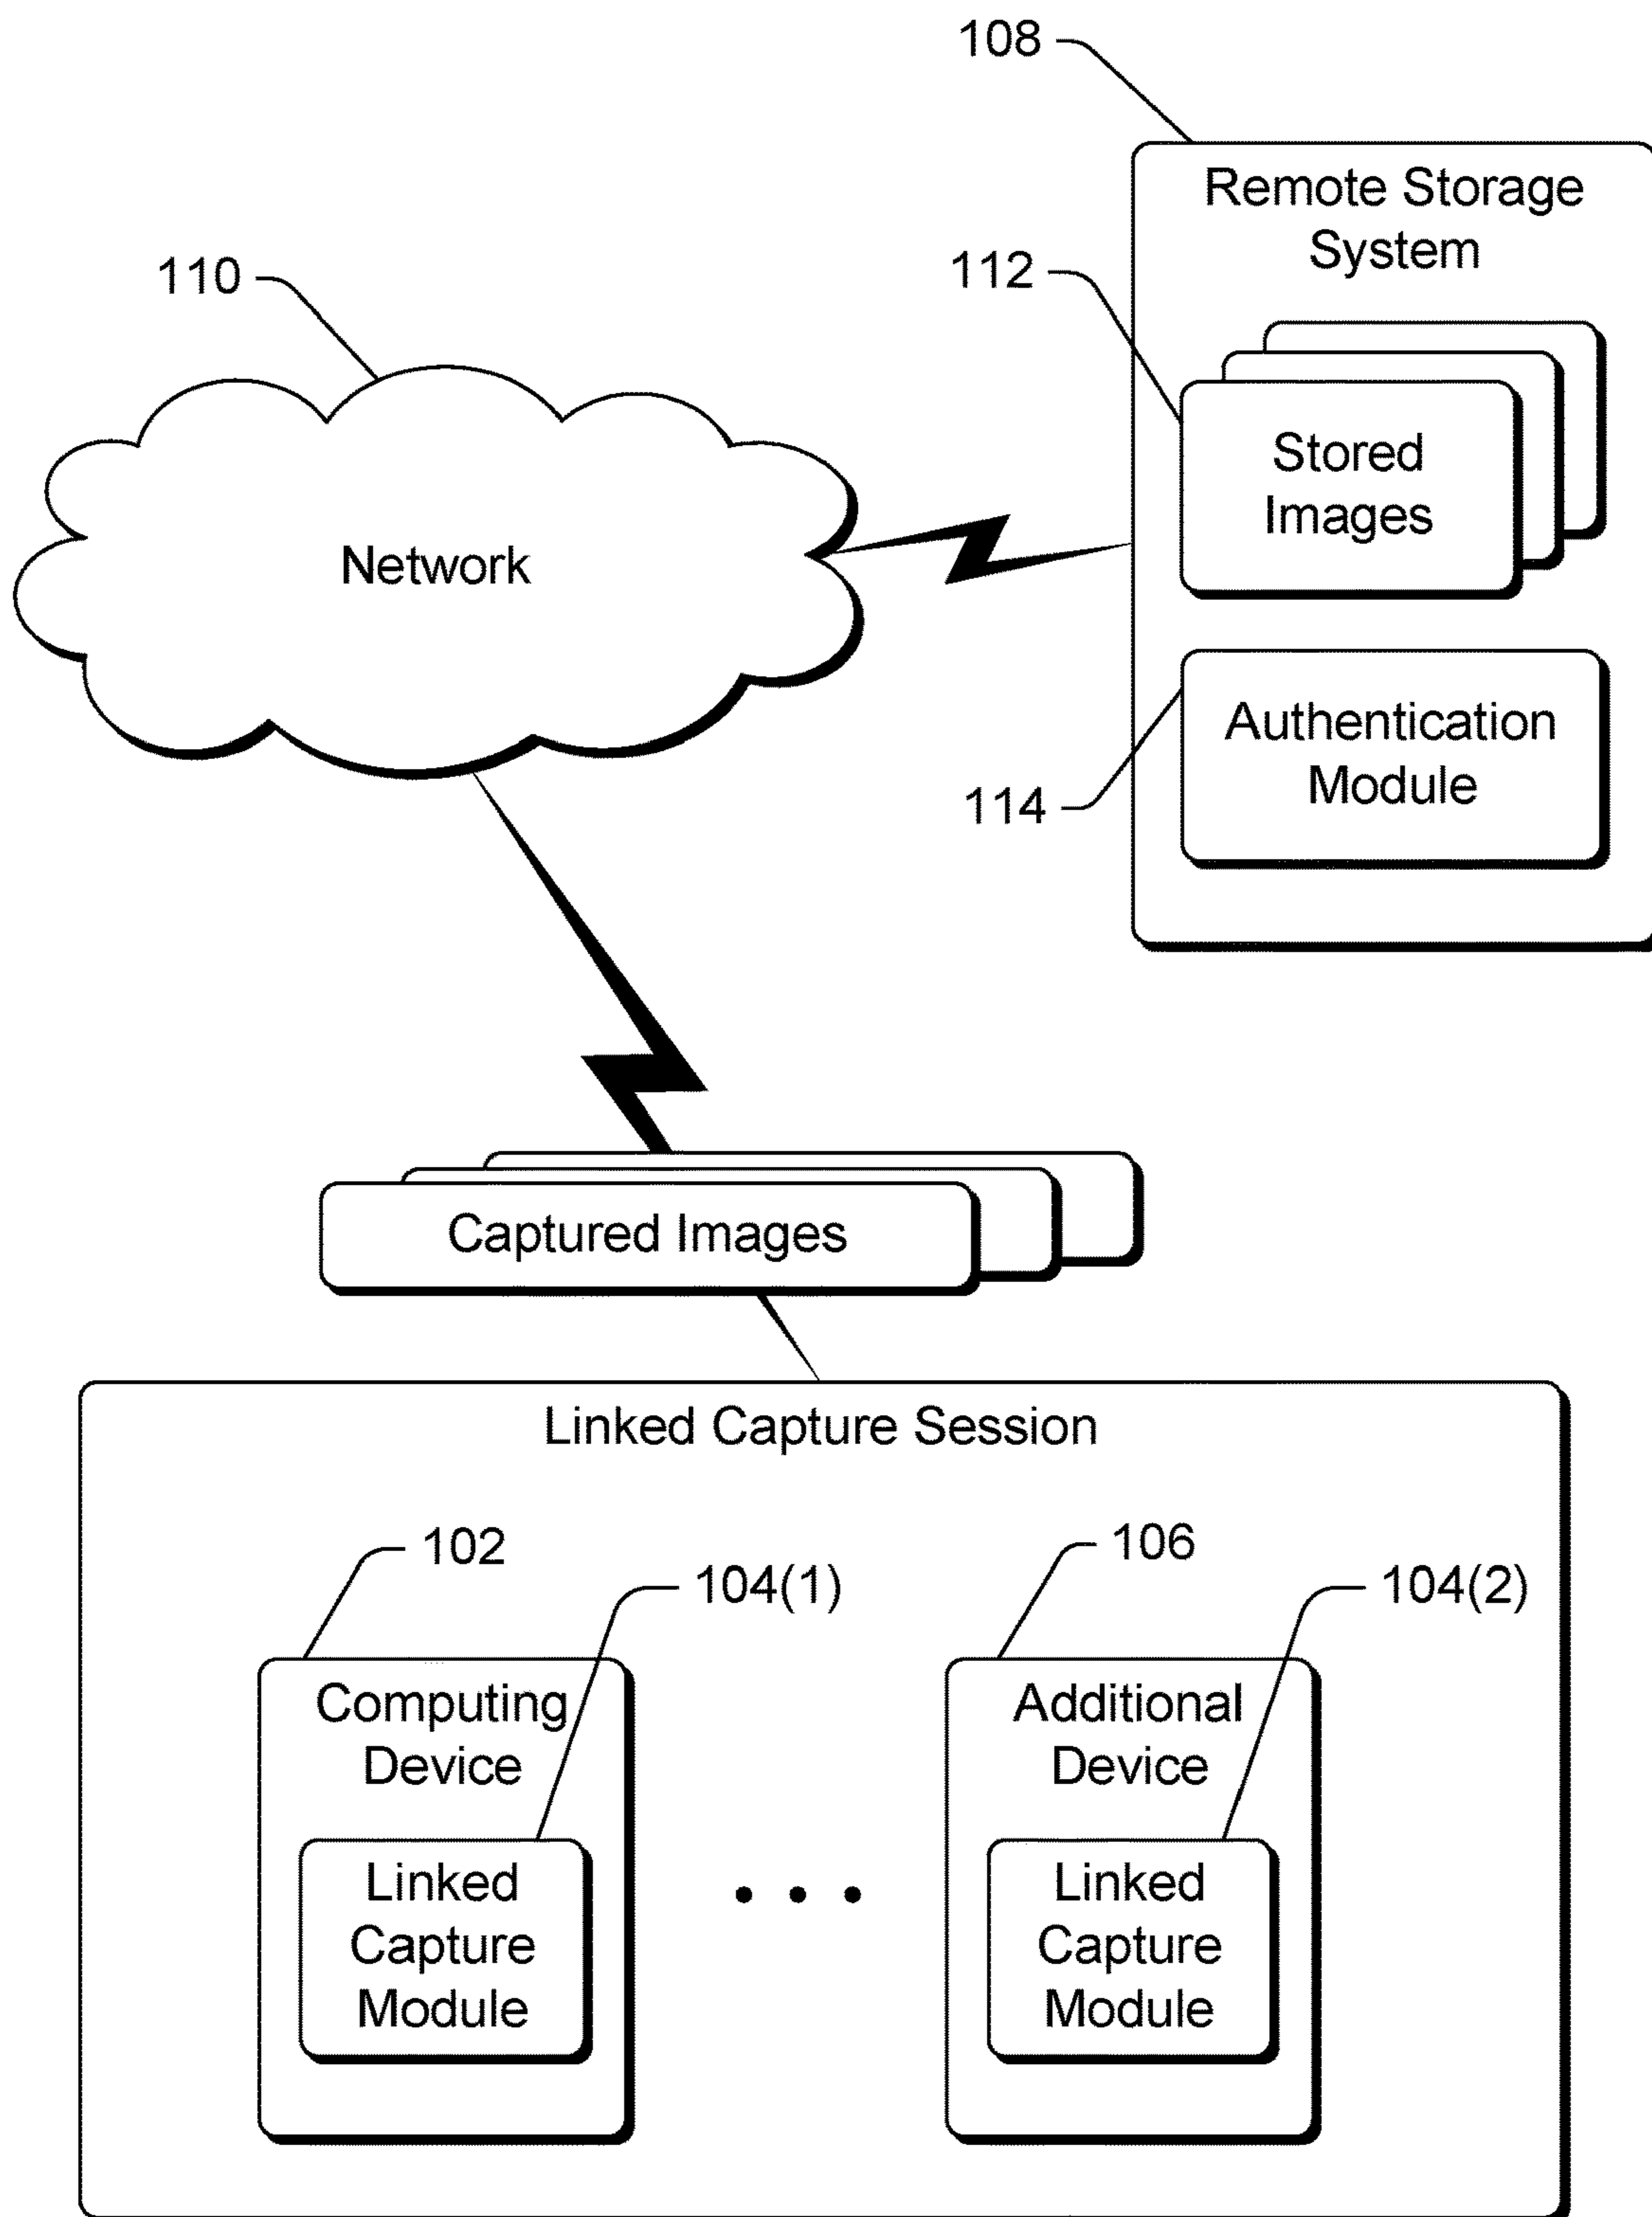 108
Remote Storage
System
110
112
Stored
Images
Network
Authentication
Module
114
Captured Images
Linked Capture Session
102
104(1)
106
104(2)
Computing
Device
Additional
Device
Linked
Capture
Module
Linked
Capture
Module